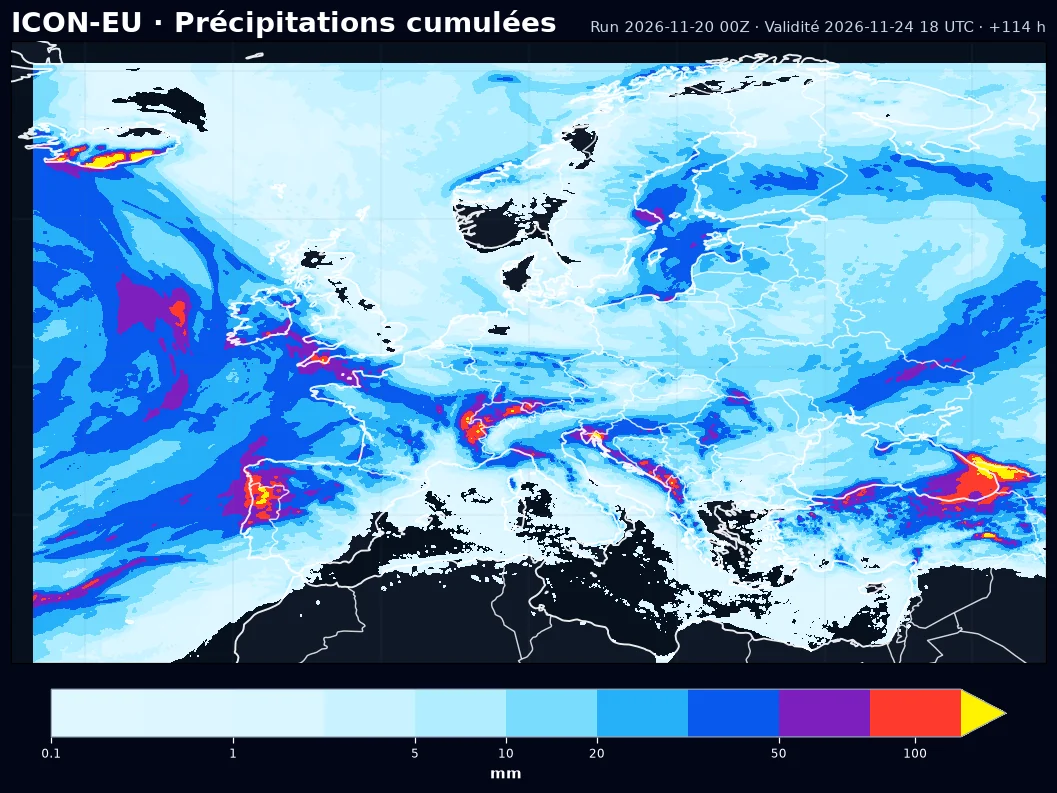 ICON-EU · Précipitations cumulées
Run 2026-11-20 00Z · Validité 2026-11-24 18 UTC · +114 h
0.1 1 5 10 20 50 100
mm